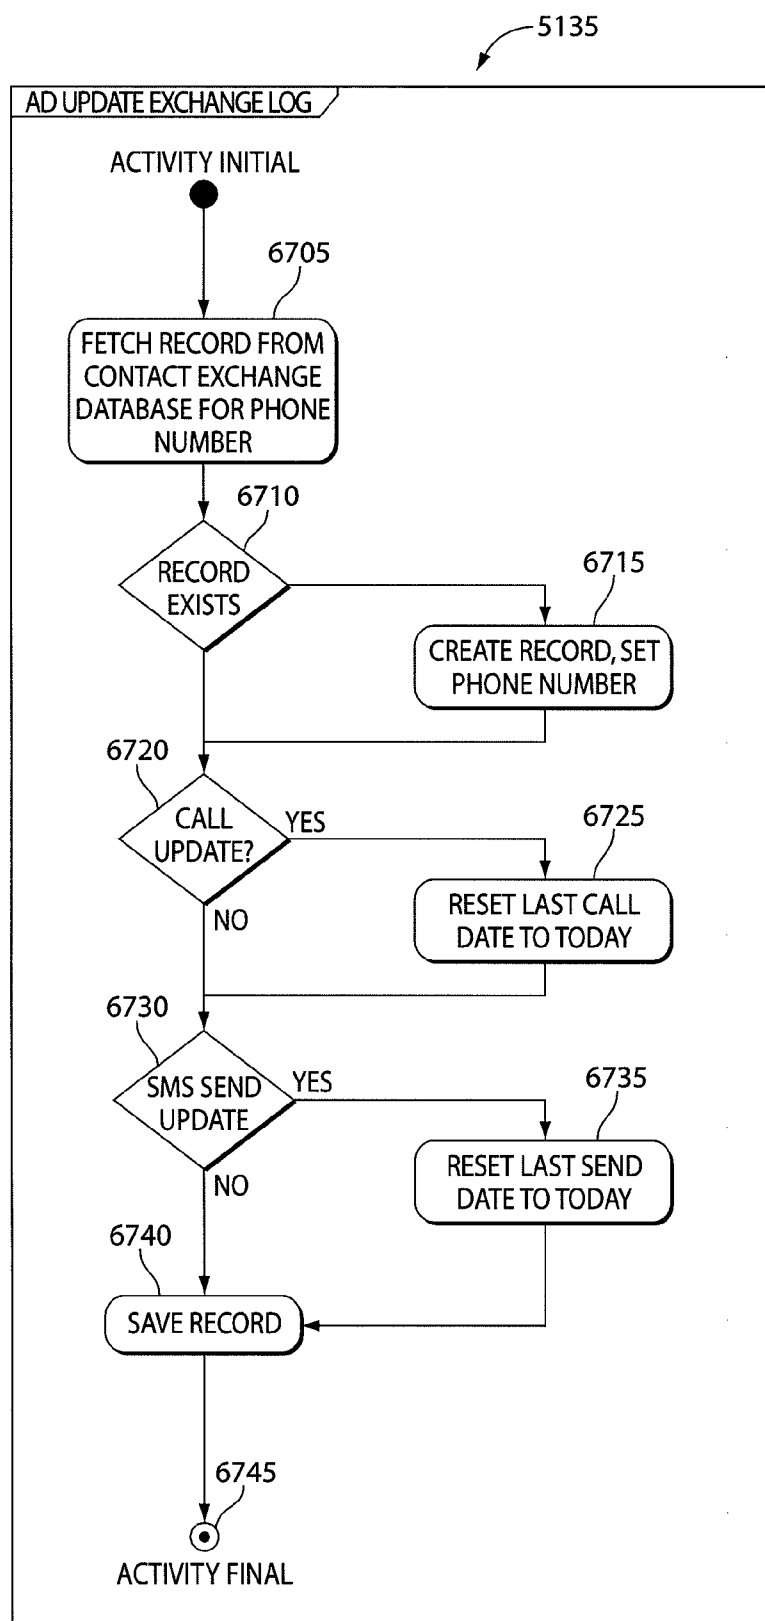 5135
AD UPDATE EXCHANGE LOG
ACTIVITY INITIAL
6705
FETCH RECORD FROM
CONTACT EXCHANGE
DATABASE FOR PHONE
NUMBER
6710
RECORD
EXISTS
6715
CREATE RECORD, SET
PHONE NUMBER
6720
CALL
UPDATE?
YES
NO
6725
RESET LAST CALL
DATE TO TODAY
6730
SMS SEND
UPDATE
YES
NO
6735
RESET LAST SEND
DATE TO TODAY
6740
SAVE RECORD
6745
ACTIVITY FINAL